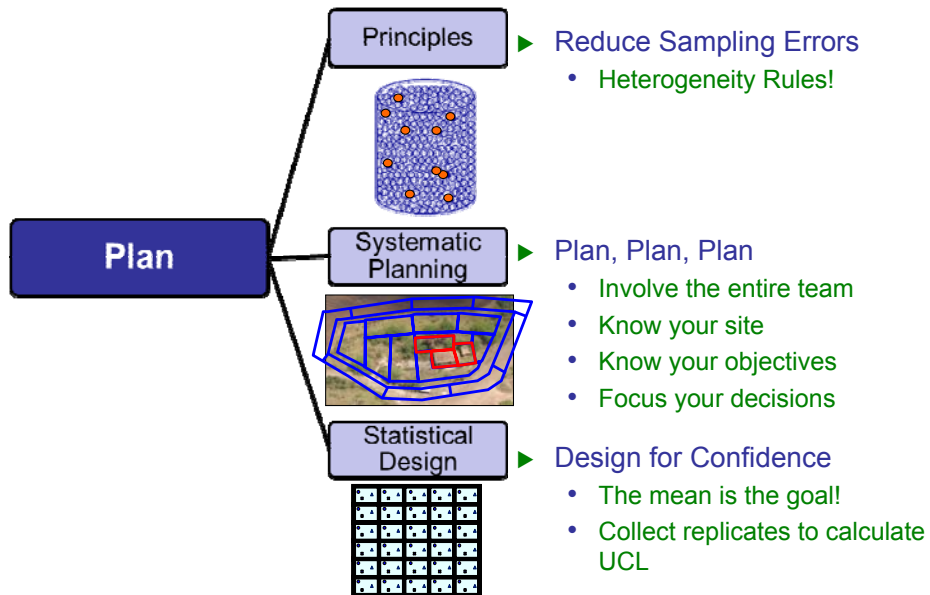 Plan
Principles
Reduce Sampling Errors
• Heterogeneity Rules!
Systematic
Planning
Plan, Plan, Plan
• Involve the entire team
• Know your site
• Know your objectives
• Focus your decisions
Statistical
Design
Design for Confidence
• The mean is the goal!
• Collect replicates to calculate
UCL